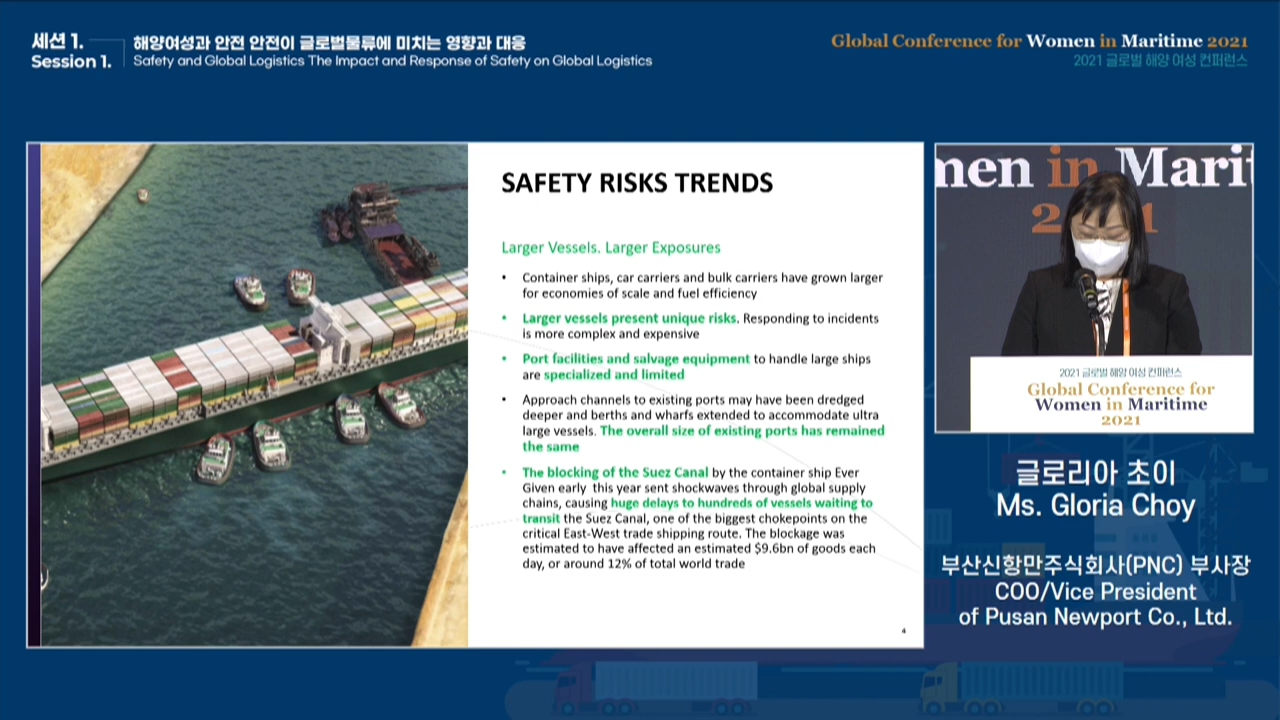 세션 1.
Session 1.
해양여성과 안전 안전이 글로벌물류에 미치는 영향과 대응
Safety and Global Logistics The Impact and Response of Safety on Global Logistics
Global Conference for Women in Maritime 2021
2021 글로벌 해양 여성 컨퍼런스
SAFETY RISKS TRENDS
Larger Vessels. Larger Exposures
• Container ships, car carriers and bulk carriers have grown larger
for economies of scale and fuel efficiency
• Larger vessels present unique risks. Responding to incidents
is more complex and expensive
• Port facilities and salvage equipment to handle large ships
are specialized and limited
• Approach channels to existing ports may have been dredged
deeper and berths and wharfs extended to accommodate ultra
large vessels. The overall size of existing ports has remained
the same
• The blocking of the Suez Canal by the container ship Ever
Given early this year sent shockwaves through global supply
chains, causing huge delays to hundreds of vessels waiting to
transit the Suez Canal, one of the biggest chokepoints on the
critical East-West trade shipping route. The blockage was
estimated to have affected an estimated $9.6bn of goods each
day, or around 12% of total world trade
4
men in Marit
2 1
2021 글로벌 해양 여성 컨퍼런스
Global Conference for
Women in Maritime
2021
글로리아 초이
Ms. Gloria Choy
부산신항만주식회사(PNC) 부사장
COO/Vice President
of Pusan Newport Co., Ltd.